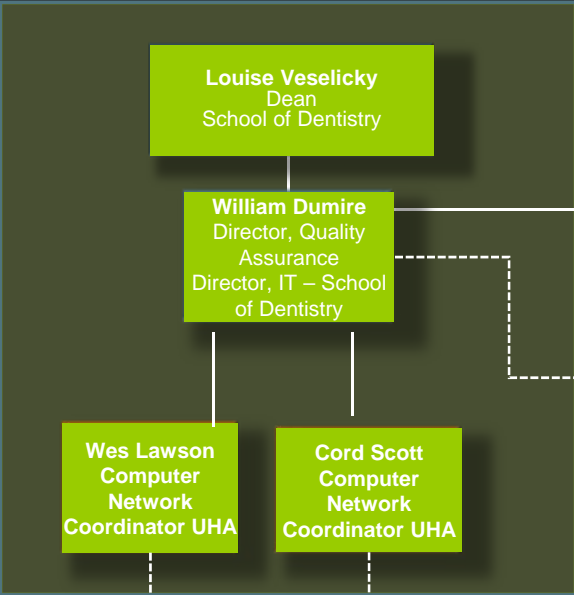 Louise Veselicky
Dean
School of Dentistry
William Dumire
Director, Quality
Assurance
Director, IT – School
of Dentistry
Wes Lawson
Computer
Network
Coordinator UHA
Cord Scott
Computer
Network
Coordinator UHA